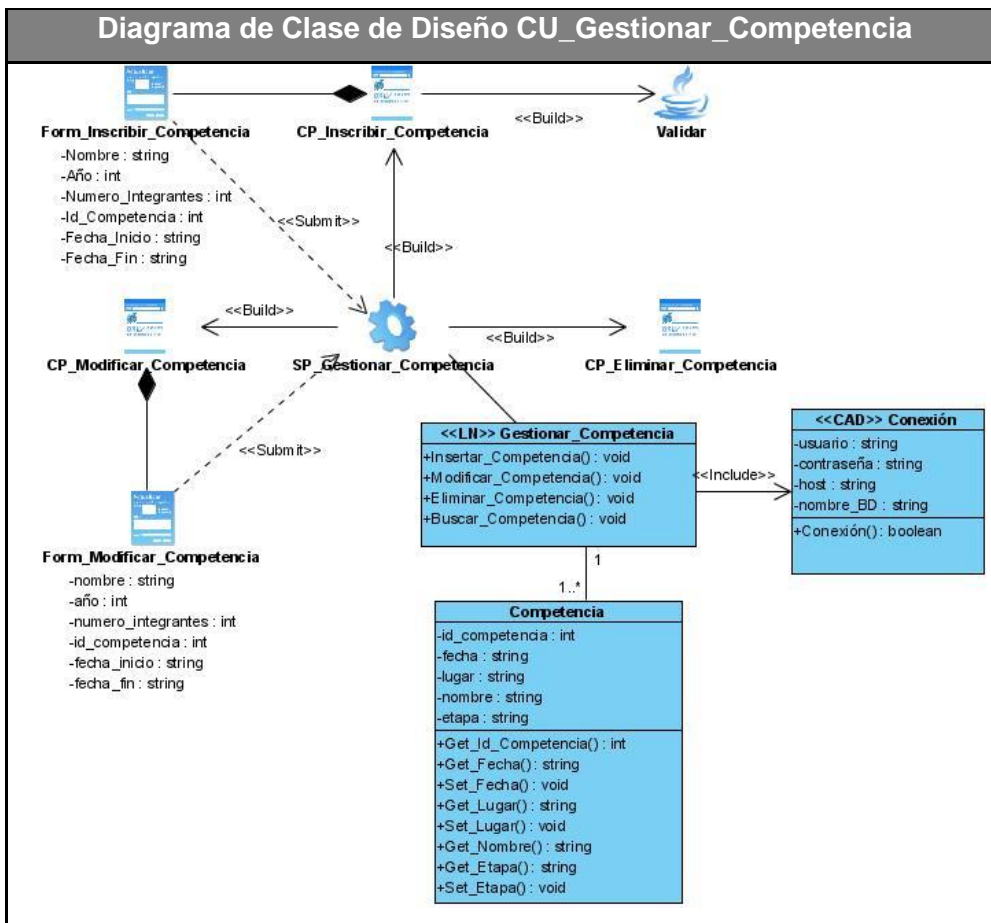 Diagrama de Clase de Diseño CU_Gestionar_Competencia
Form_Inscribir_Competencia
-Nombre : string
-Año : int
-Numero_Integrantes : int
-Id_Competencia : int
-Fecha_Inicio : string
-Fecha_Fin : string
CP_Inscribir_Competencia
<<Build>>
Validar
<<Submit>>
<<Build>>
<<Build>>
CP_Modificar_Competencia
SP_Gestionar_Competencia
<<Build>>
CP_Eliminar_Competencia
<<Submit>>
Form_Modificar_Competencia
-nombre : string
-año : int
-numero_integrantes : int
-id_competencia : int
-fecha_inicio : string
-fecha_fin : string
<<LN>> Gestionar_Competencia
+Insertar_Competencia() : void
+Modificar_Competencia() : void
+Eliminar_Competencia() : void
+Buscar_Competencia() : void
<<Include>>
<<CAD>> Conexión
-usuario : string
-contraseña : string
-host : string
-nombre_BD : string
+Conexión() : boolean
1
1..*
Competencia
-id_competencia : int
-fecha : string
-lugar : string
-nombre : string
-etapa : string
+Get_Id_Competencia() : int
+Get_Fecha() : string
+Set_Fecha() : void
+Get_Lugar() : string
+Set_Lugar() : void
+Get_Nombre() : string
+Get_Etapa() : string
+Set_Etapa() : void